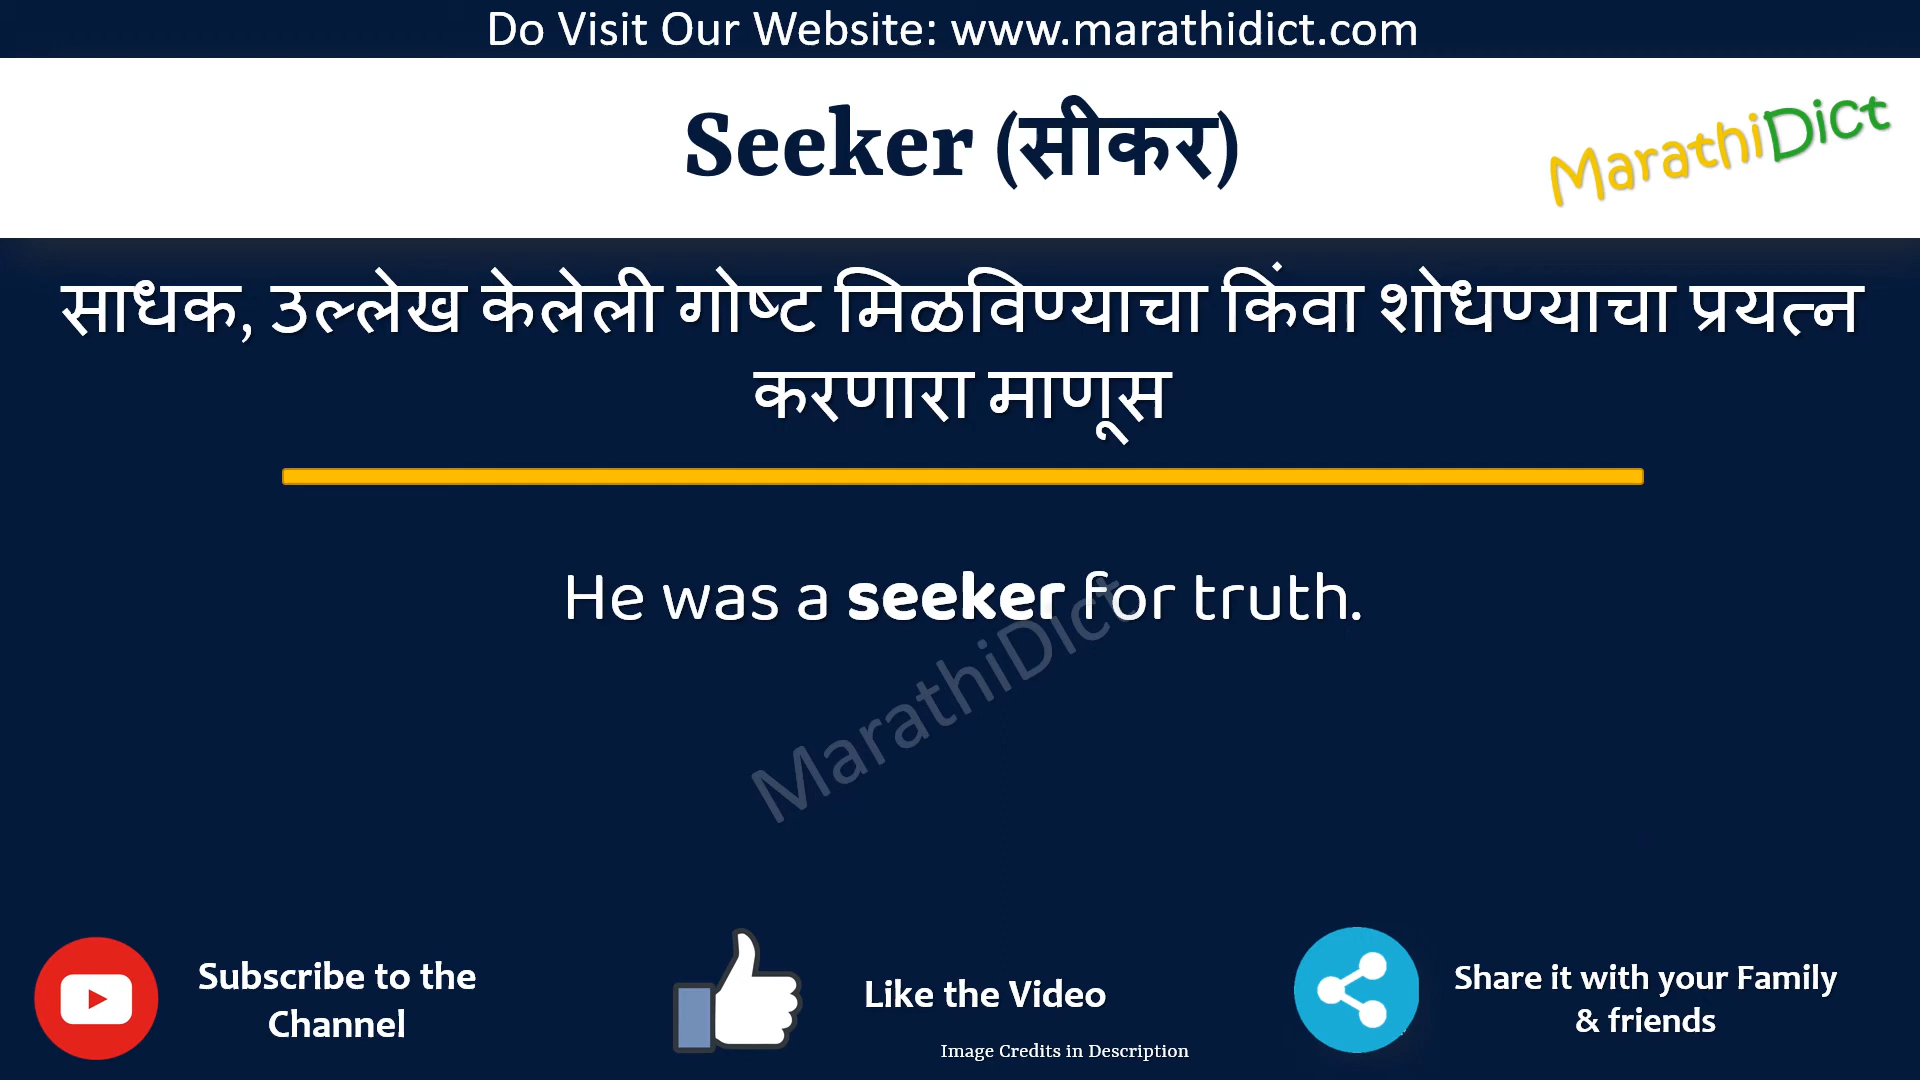 Do Visit Our Website: www.marathidict.com
Seeker (सीकर)
MarathiDict
साधक, उल्लेख केलेली गोष्ट मिळविण्याचा किंवा शोधण्याचा प्रयत्न
करणारा माणूस
He was a seeker for truth.
MarathiDict
Subscribe to the
Channel
Like the Video
Share it with your Family
& friends
Image Credits in Description